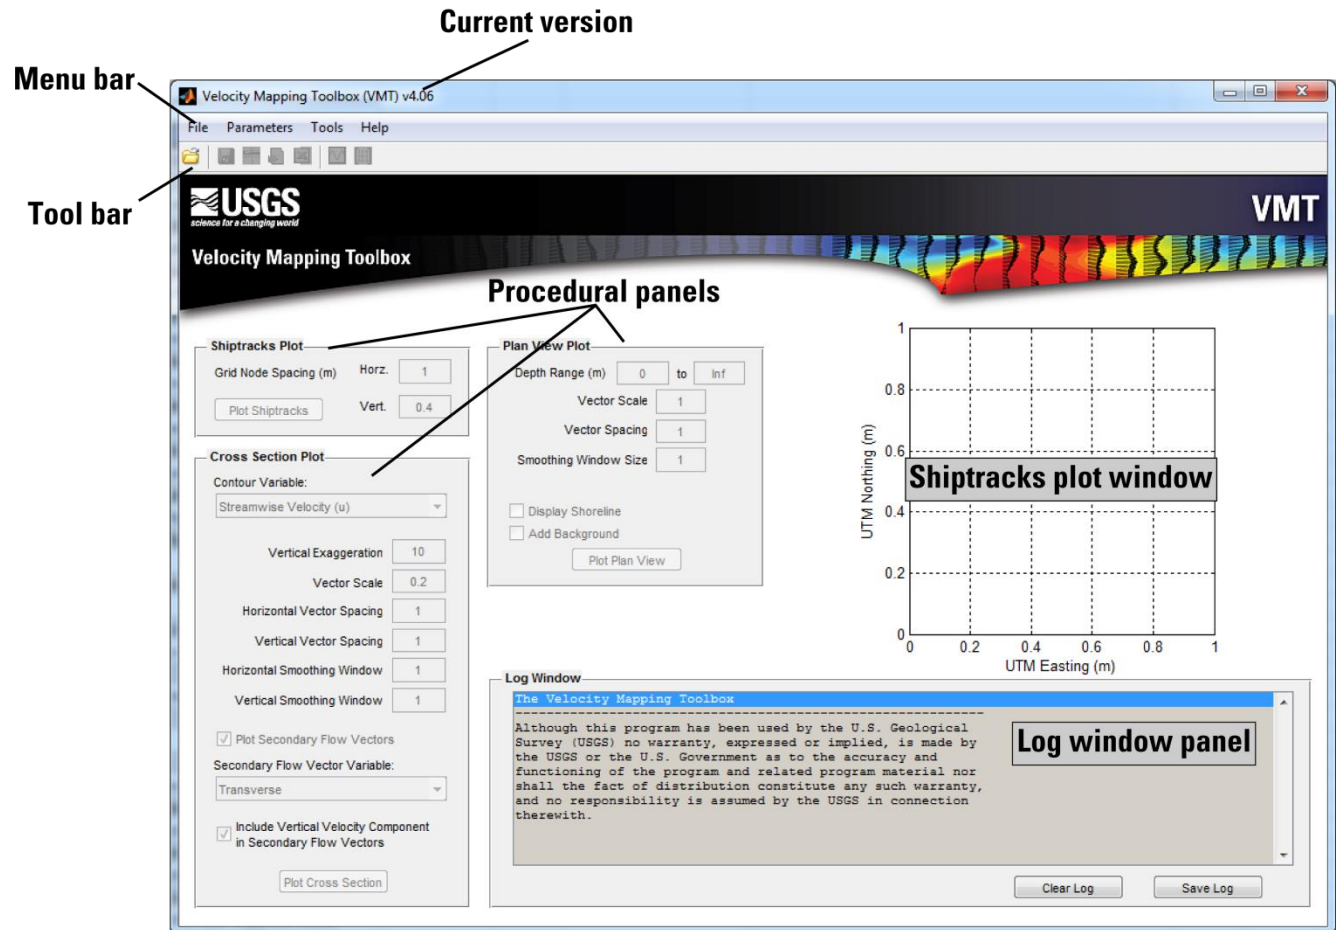 Current version
Menu bar
Velocity Mapping Toolbox (VMT) v4.06
File Parameters Tools Help
Tool bar
USGS
science for a changing world
VMT
Velocity Mapping Toolbox
Procedural panels
Shiptracks Plot
Grid Node Spacing (m) Horz. 1
Plot Shiptracks Vert. 0.4
Cross Section Plot
Contour Variable:
Streamwise Velocity (u)
Vertical Exaggeration 10
Vector Scale 0.2
Horizontal Vector Spacing 1
Vertical Vector Spacing 1
Horizontal Smoothing Window 1
Vertical Smoothing Window 1
Plot Secondary Flow Vectors
Secondary Flow Vector Variable:
Transverse
Include Vertical Velocity Component
in Secondary Flow Vectors
Plot Cross Section
Plan View Plot
Depth Range (m) 0 to Inf
Vector Scale 1
Vector Spacing 1
Smoothing Window Size 1
Display Shoreline
Add Background
Plot Plan View
1
0.8
0.6
0.4
0.2
0
UTM Northing (m)
Shiptracks plot window
0 0.2 0.4 0.6 0.8 1
UTM Easting (m)
Log Window
The Velocity Mapping Toolbox
------------------------------------------------------------
Although this program has been used by the U.S. Geological
Survey (USGS) no warranty, expressed or implied, is made by
the USGS or the U.S. Government as to the accuracy and
functioning of the program and related program material nor
shall the fact of distribution constitute any such warranty,
and no responsibility is assumed by the USGS in connection
therewith.
Log window panel
Clear Log Save Log